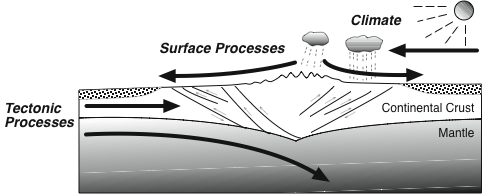 Climate
Surface Processes
Tectonic
Processes
Continental Crust
Mantle